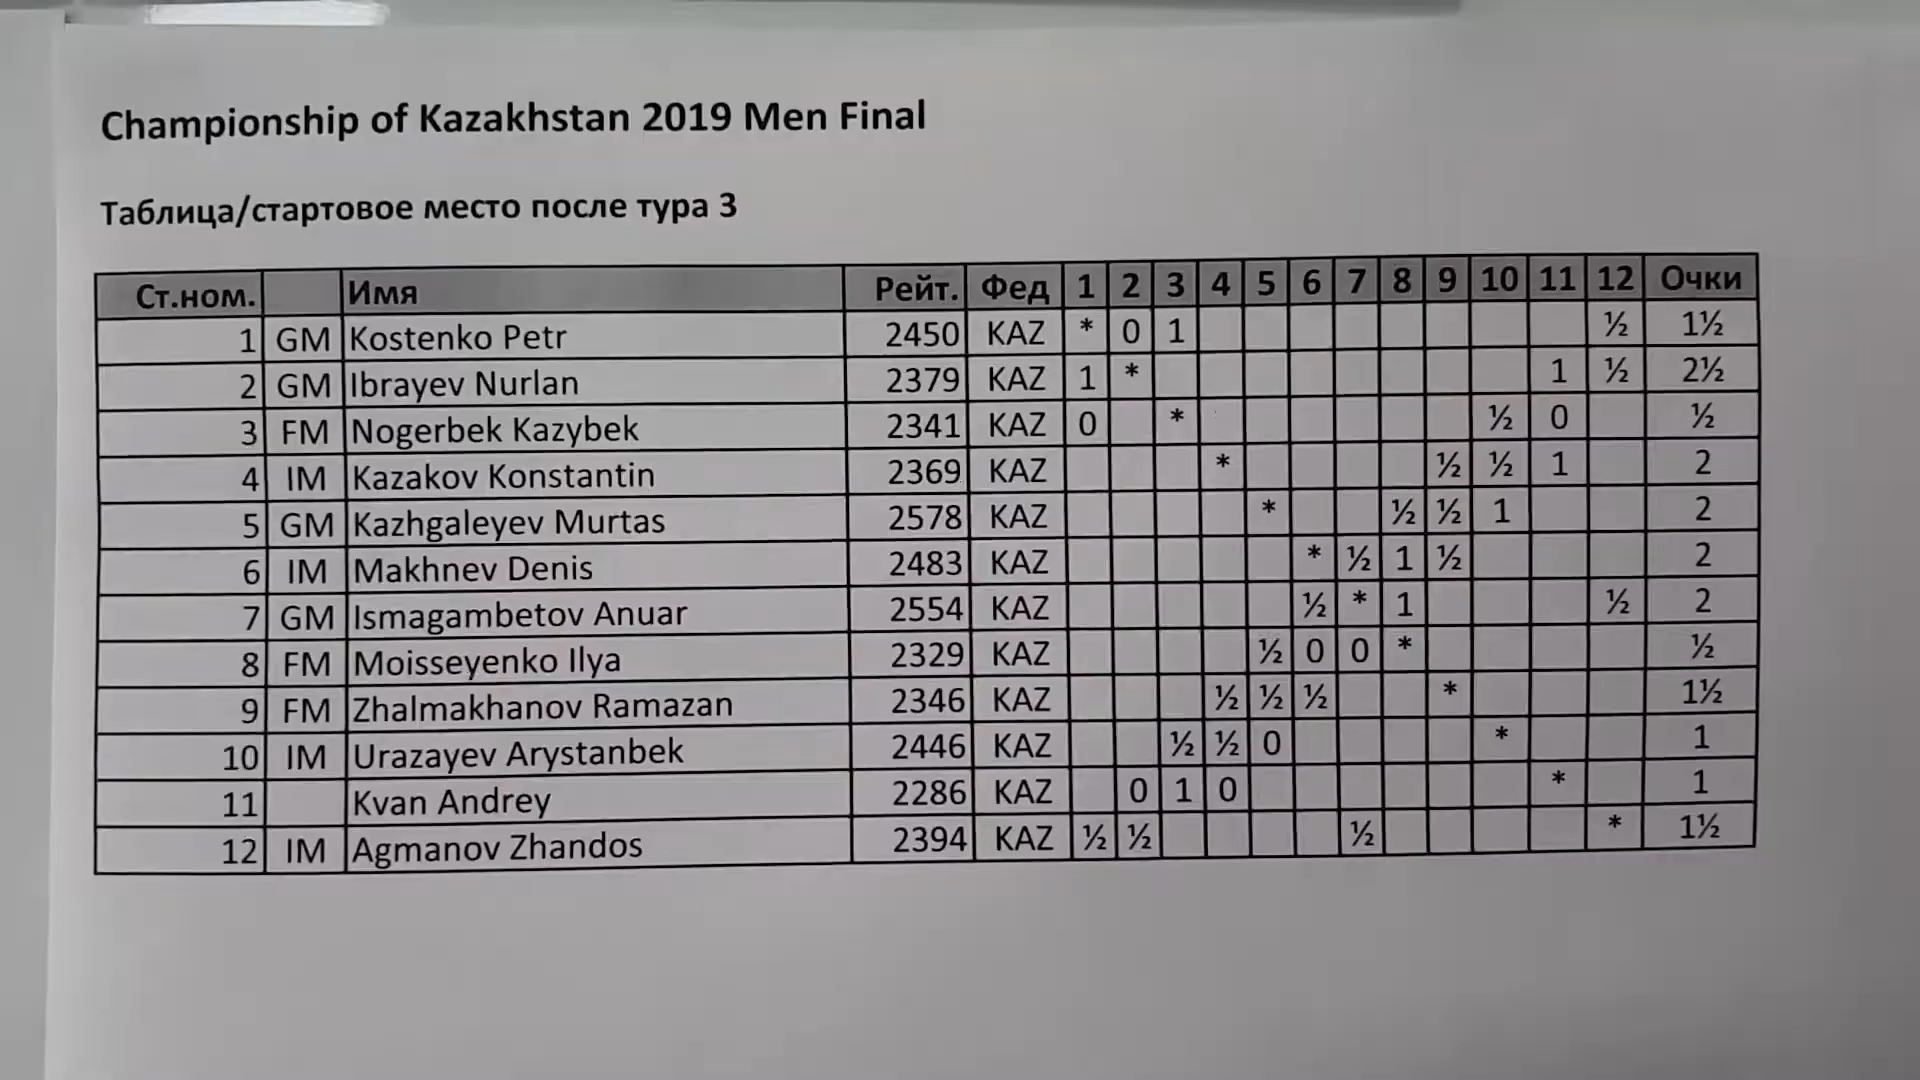 Championship of Kazakhstan 2019 Men Final
Таблица/стартовое место после тура 3
Ст.ном. Имя Рейт. Фед 1 2 3 4 5 6 7 8 9 10 11 12 Очки
1 GM Kostenko Petr 2450 KAZ * 0 1 ½ 1½
2 GM Ibrayev Nurlan 2379 KAZ 1 * 1 ½ 2½
3 FM Nogerbek Kazybek 2341 KAZ 0 * ½ 0 ½
4 IM Kazakov Konstantin 2369 KAZ * ½ ½ 1 2
5 GM Kazhgaleyev Murtas 2578 KAZ * ½ ½ 1 2
6 IM Makhnev Denis 2483 KAZ * ½ 1 ½ 2
7 GM Ismagambetov Anuar 2554 KAZ ½ * 1 ½ 2
8 FM Moisseyenko Ilya 2329 KAZ ½ 0 0 * ½
9 FM Zhalmakhanov Ramazan 2346 KAZ ½ ½ ½ * 1½
10 IM Urazayev Arystanbek 2446 KAZ ½ ½ 0 * 1
11 Kvan Andrey 2286 KAZ 0 1 0 * 1
12 IM Agmanov Zhandos 2394 KAZ ½ ½ ½ * 1½